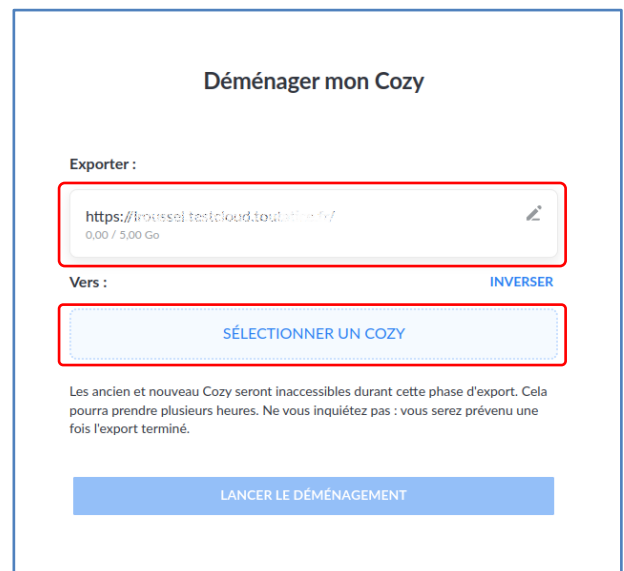 Déménager mon Cozy
Exporter :
https://
0,00 / 5,00 Go
Vers :
INVERSER
SÉLECTIONNER UN COZY
Les ancien et nouveau Cozy seront inaccessibles durant cette phase d'export. Cela
pourra prendre plusieurs heures. Ne vous inquiétez pas : vous serez prévenu une
fois l'export terminé.
LANCER LE DÉMÉNAGEMENT